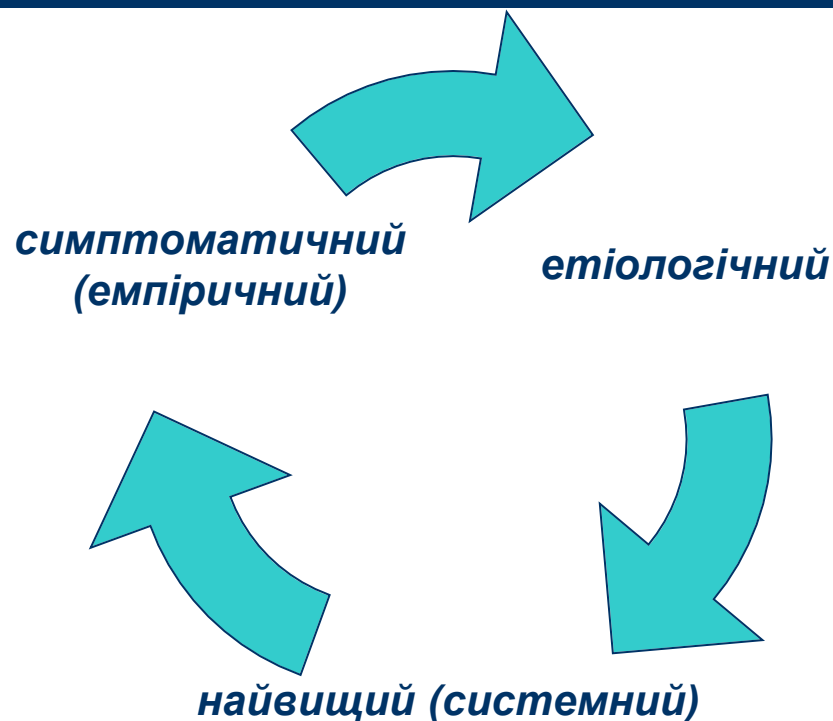 симптоматичний
(емпіричний)
етіологічний
найвищий (системний)